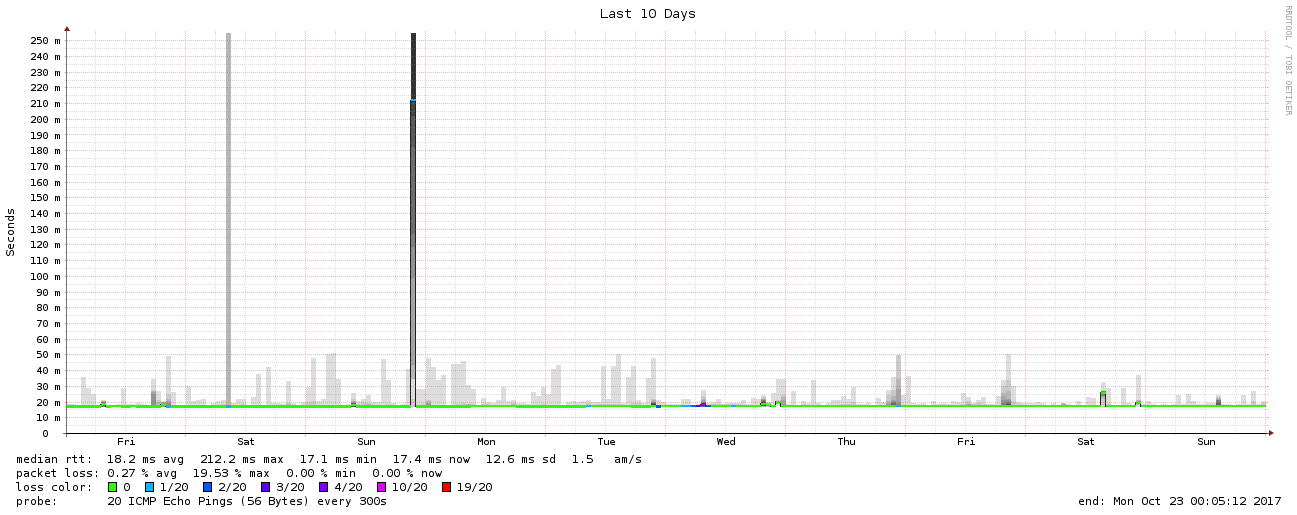 Last 10 Days
RRDTOOL / TOBI OETIKER
Seconds
250 m
240 m
230 m
220 m
210 m
200 m
190 m
180 m
170 m
160 m
150 m
140 m
130 m
120 m
110 m
100 m
90 m
80 m
70 m
60 m
50 m
40 m
30 m
20 m
10 m
0
Fri Sat Sun Mon Tue Wed Thu Fri Sat Sun
median rtt: 18.2 ms avg 212.2 ms max 17.1 ms min 17.4 ms now 12.6 ms sd 1.5 am/s
packet loss: 0.27 % avg 19.53 % max 0.00 % min 0.00 % now
loss color: 0 1/20 2/20 3/20 4/20 10/20 19/20
probe: 20 ICMP Echo Pings (56 Bytes) every 300s end: Mon Oct 23 00:05:12 2017